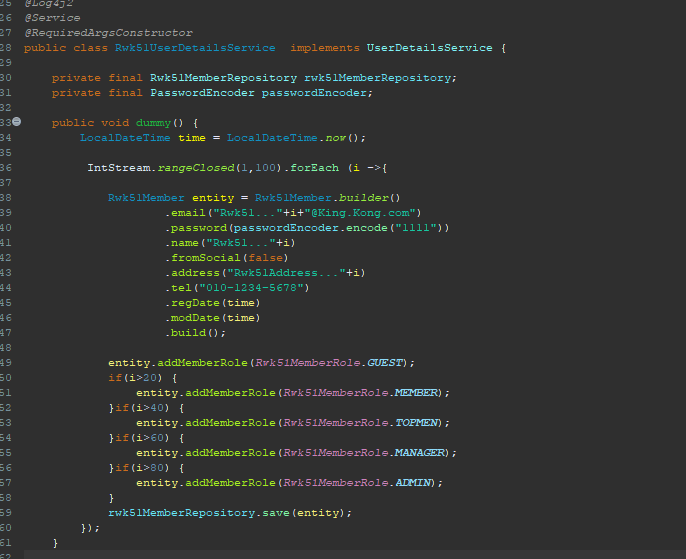 25 @Log4j2
26 @Service
27 @RequiredArgsConstructor
28 public class Rwk51UserDetailsService  implements UserDetailsService {
29
30     private final Rwk51MemberRepository rwk51MemberRepository;
31     private final PasswordEncoder passwordEncoder;
32
33     public void dummy() {
34         LocalDateTime time = LocalDateTime.now();
35
36          IntStream.rangeClosed(1,100).forEach (i ->{
37
38             Rwk51Member entity = Rwk51Member.builder()
39                     .email("Rwk51..."+i+"@King.Kong.com")
40                     .password(passwordEncoder.encode("1111"))
41                     .name("Rwk51..."+i)
42                     .fromSocial(false)
43                     .address("Rwk51Address..."+i)
44                     .tel("010-1234-5678")
45                     .regDate(time)
46                     .modDate(time)
47                     .build();
48
49             entity.addMemberRole(Rwk51MemberRole.GUEST);
50             if(i>20) {
51                 entity.addMemberRole(Rwk51MemberRole.MEMBER);
52             }if(i>40) {
53                 entity.addMemberRole(Rwk51MemberRole.TOPMEN);
54             }if(i>60) {
55                 entity.addMemberRole(Rwk51MemberRole.MANAGER);
56             }if(i>80) {
57                 entity.addMemberRole(Rwk51MemberRole.ADMIN);
58             }
59             rwk51MemberRepository.save(entity);
60         });
61     }
62